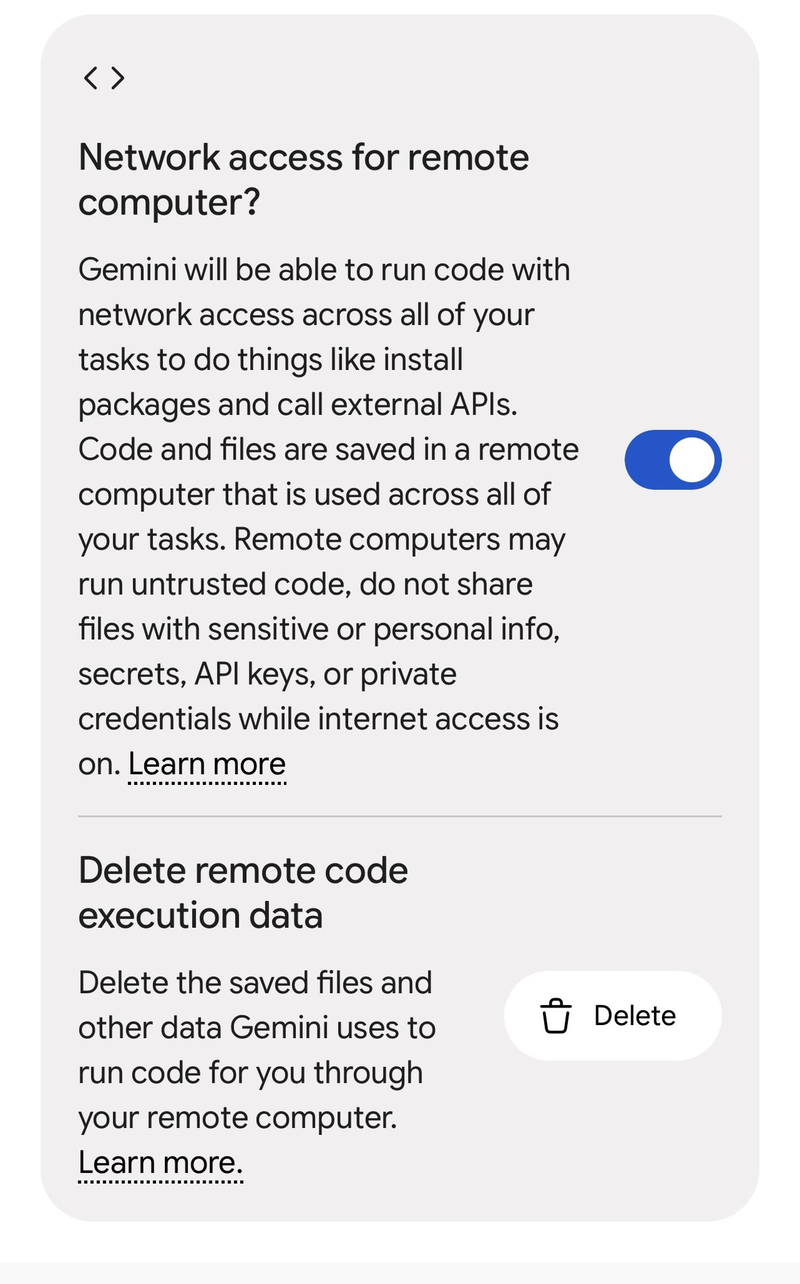 Network access for remote
computer?
Gemini will be able to run code with
network access across all of your
tasks to do things like install
packages and call external APIs.
Code and files are saved in a remote
computer that is used across all of
your tasks. Remote computers may
run untrusted code, do not share
files with sensitive or personal info,
secrets, API keys, or private
credentials while internet access is
on. Learn more
Delete remote code
execution data
Delete the saved files and
other data Gemini uses to
run code for you through
your remote computer.
Learn more.
Delete